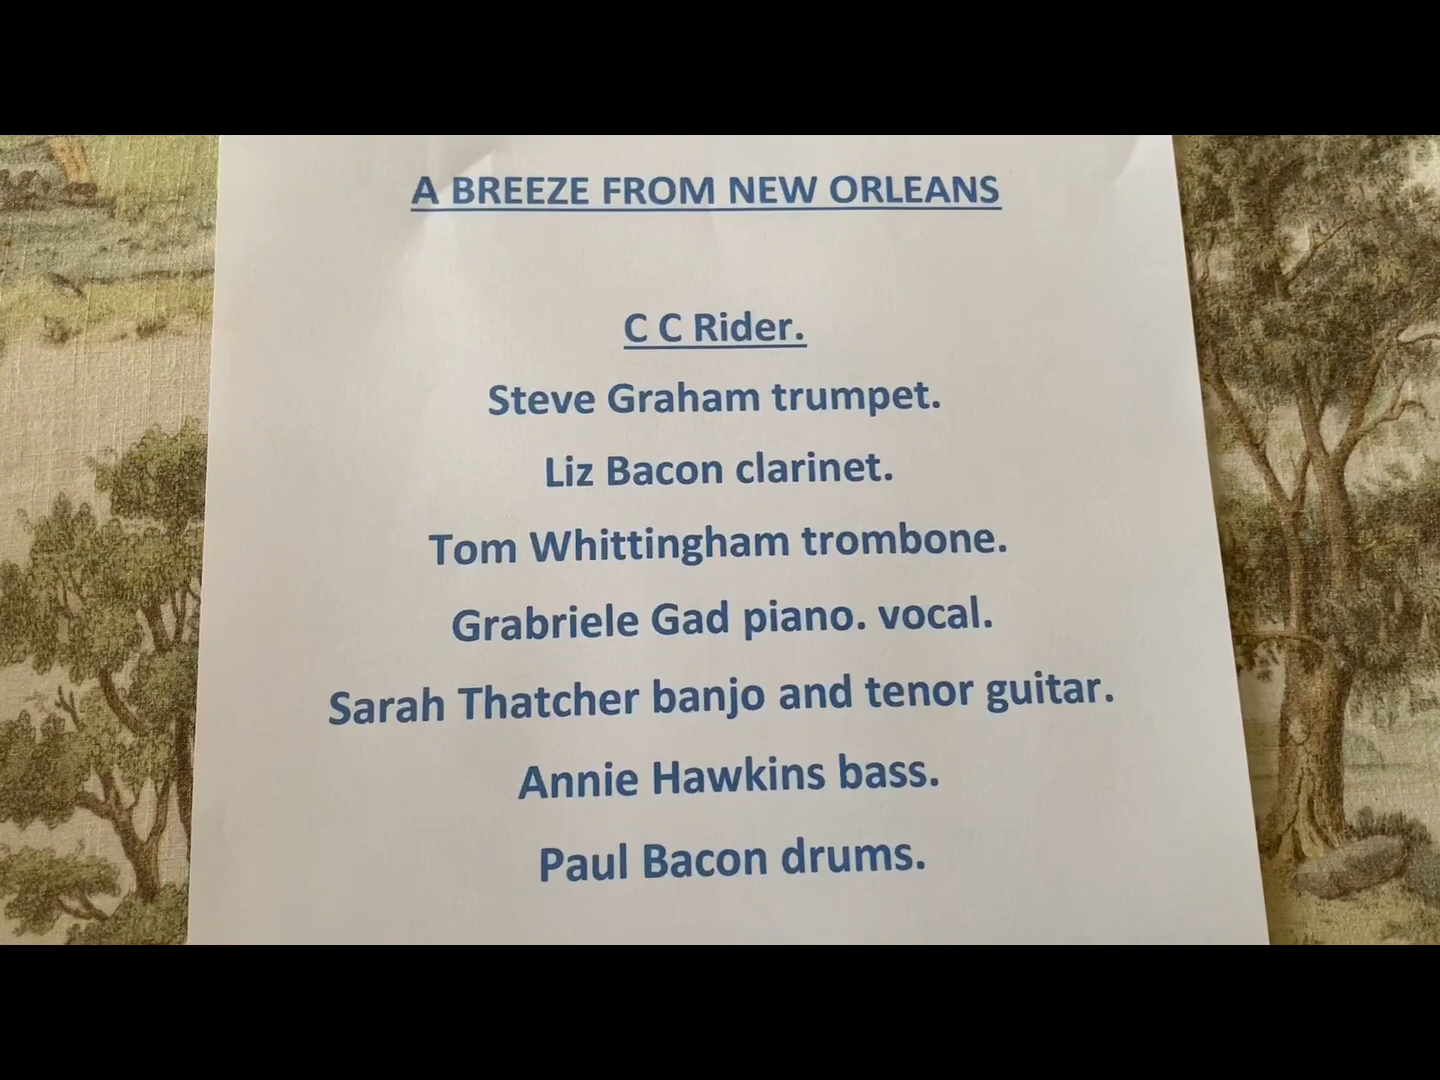 A BREEZE FROM NEW ORLEANS
C C Rider.
Steve Graham trumpet.
Liz Bacon clarinet.
Tom Whittingham trombone.
Grabriele Gad piano. vocal.
Sarah Thatcher banjo and tenor guitar.
Annie Hawkins bass.
Paul Bacon drums.